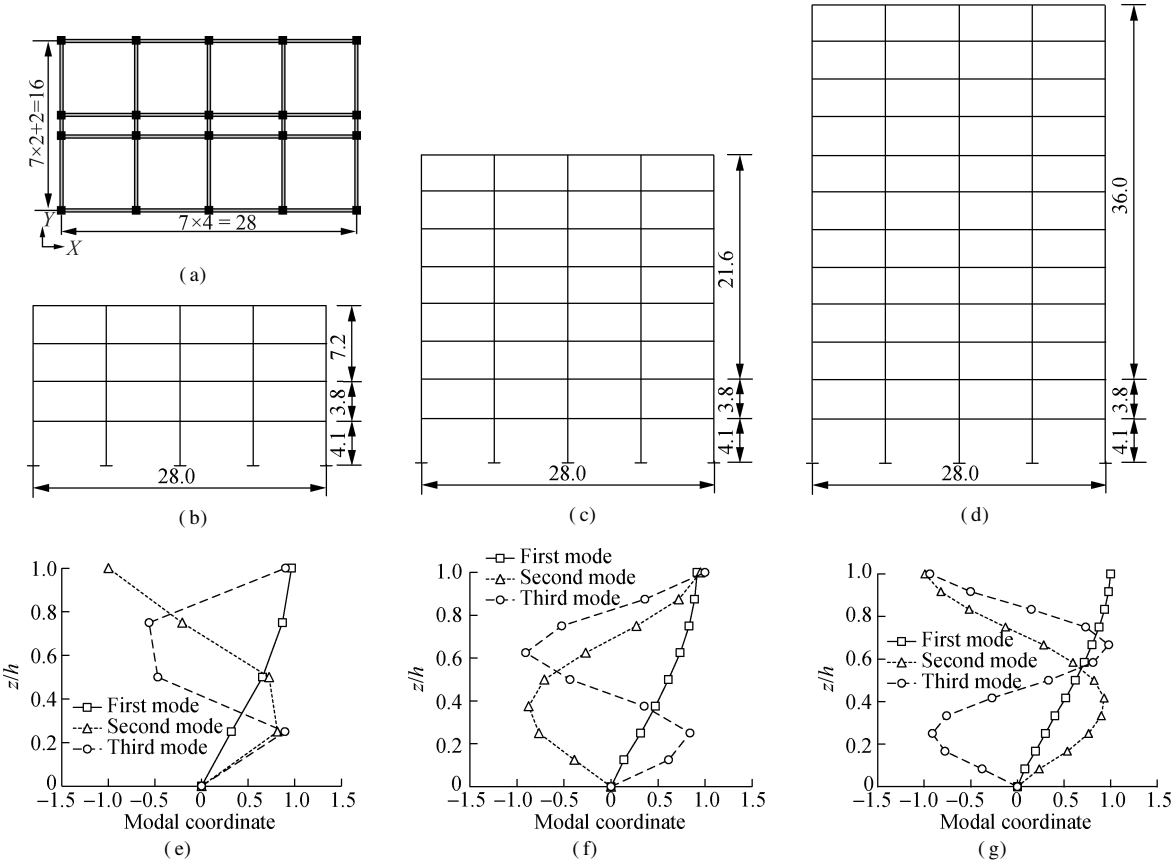 7×2+2=16
Y
X
7×4 = 28
(a)
7.2
3.8
4.1
28.0
(b)
21.6
3.8
4.1
28.0
(c)
36.0
3.8
4.1
28.0
(d)
z/h
1.0
0.8
0.6
0.4
0.2
0
First mode
Second mode
Third mode
−1.5 −1.0 −0.5 0 0.5 1.0 1.5
Modal coordinate
(e)
z/h
1.0
0.8
0.6
0.4
0.2
0
First mode
Second mode
Third mode
−1.5 −1.0 −0.5 0 0.5 1.0 1.5
Modal coordinate
(f)
z/h
1.0
0.8
0.6
0.4
0.2
0
First mode
Second mode
Third mode
−1.5 −1.0 −0.5 0 0.5 1.0 1.5
Modal coordinate
(g)